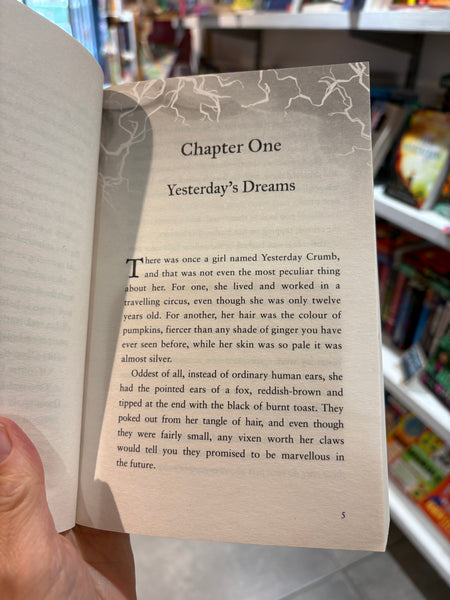 Chapter One
Yesterday's Dreams
There was once a girl named Yesterday Crumb,
and that was not even the most peculiar thing
about her. For one, she lived and worked in a
travelling circus, even though she was only twelve
years old. For another, her hair was the colour of
pumpkins, fiercer than any shade of ginger you have
ever seen before, while her skin was so pale it was
almost silver.
Oddest of all, instead of ordinary human ears, she
had the pointed ears of a fox, reddish-brown and
tipped at the end with the black of burnt toast. They
poked out from her tangle of hair, and even though
they were fairly small, any vixen worth her claws
would tell you they promised to be marvellous in
the future.
5